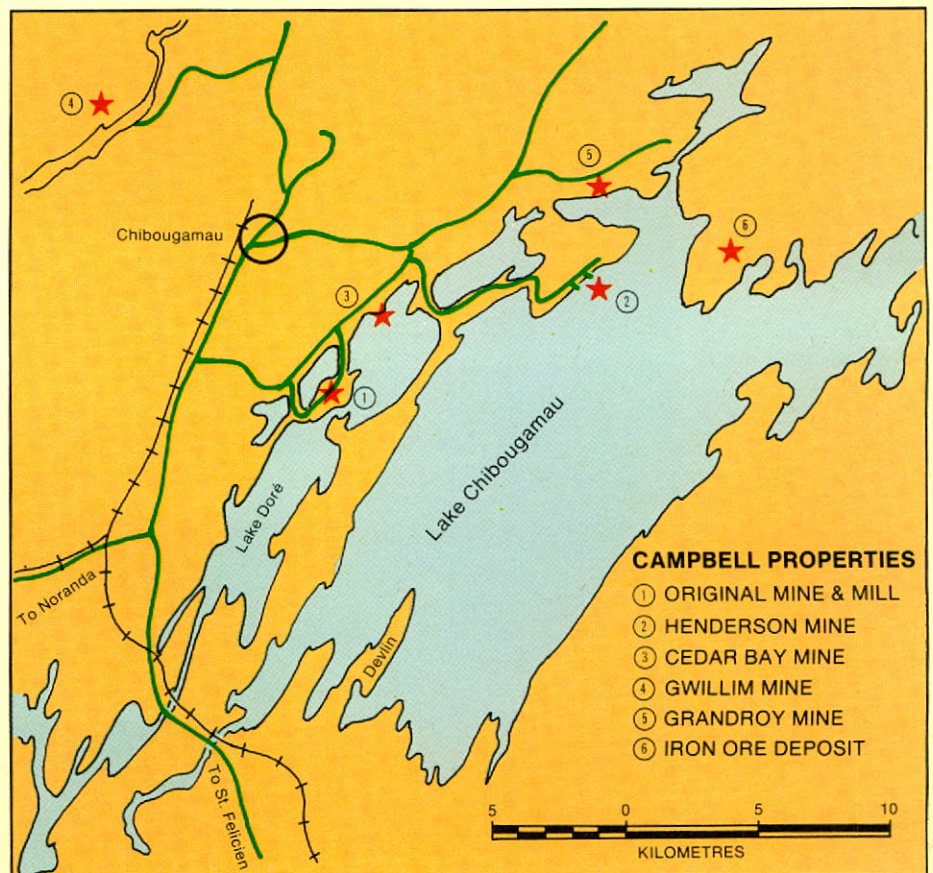 ④
⑤
Chibougamau
⑥
③
②
①
Lake Chibougamau
Lake Doré
To Noranda
Devlin
To St. Felicien
CAMPBELL PROPERTIES
① ORIGINAL MINE & MILL
② HENDERSON MINE
③ CEDAR BAY MINE
④ GWILLIM MINE
⑤ GRANDROY MINE
⑥ IRON ORE DEPOSIT
5 0 5 10
KILOMETRES